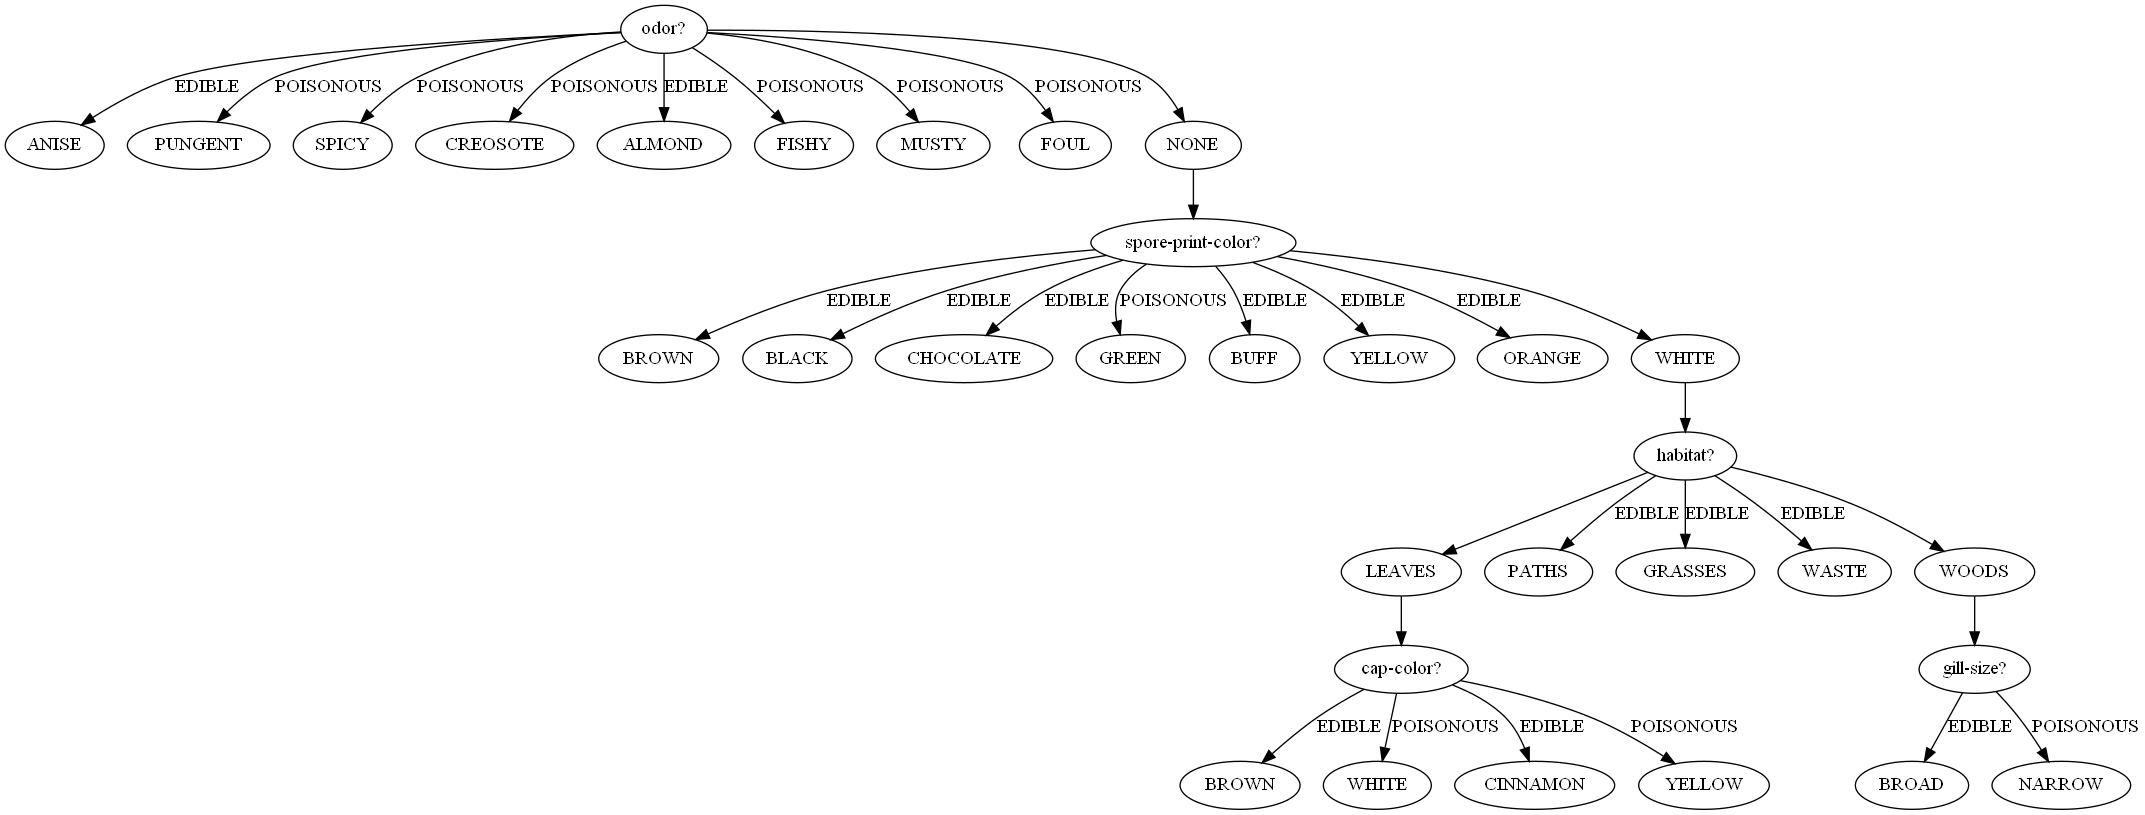 odor?
EDIBLE POISONOUS POISONOUS POISONOUS EDIBLE POISONOUS POISONOUS POISONOUS
ANISE PUNGENT SPICY CREOSOTE ALMOND FISHY MUSTY FOUL NONE
spore-print-color?
EDIBLE EDIBLE EDIBLE POISONOUS EDIBLE EDIBLE EDIBLE
BROWN BLACK CHOCOLATE GREEN BUFF YELLOW ORANGE WHITE
habitat?
EDIBLE EDIBLE EDIBLE
LEAVES PATHS GRASSES WASTE WOODS
cap-color? gill-size?
EDIBLE POISONOUS EDIBLE POISONOUS EDIBLE POISONOUS
BROWN WHITE CINNAMON YELLOW BROAD NARROW